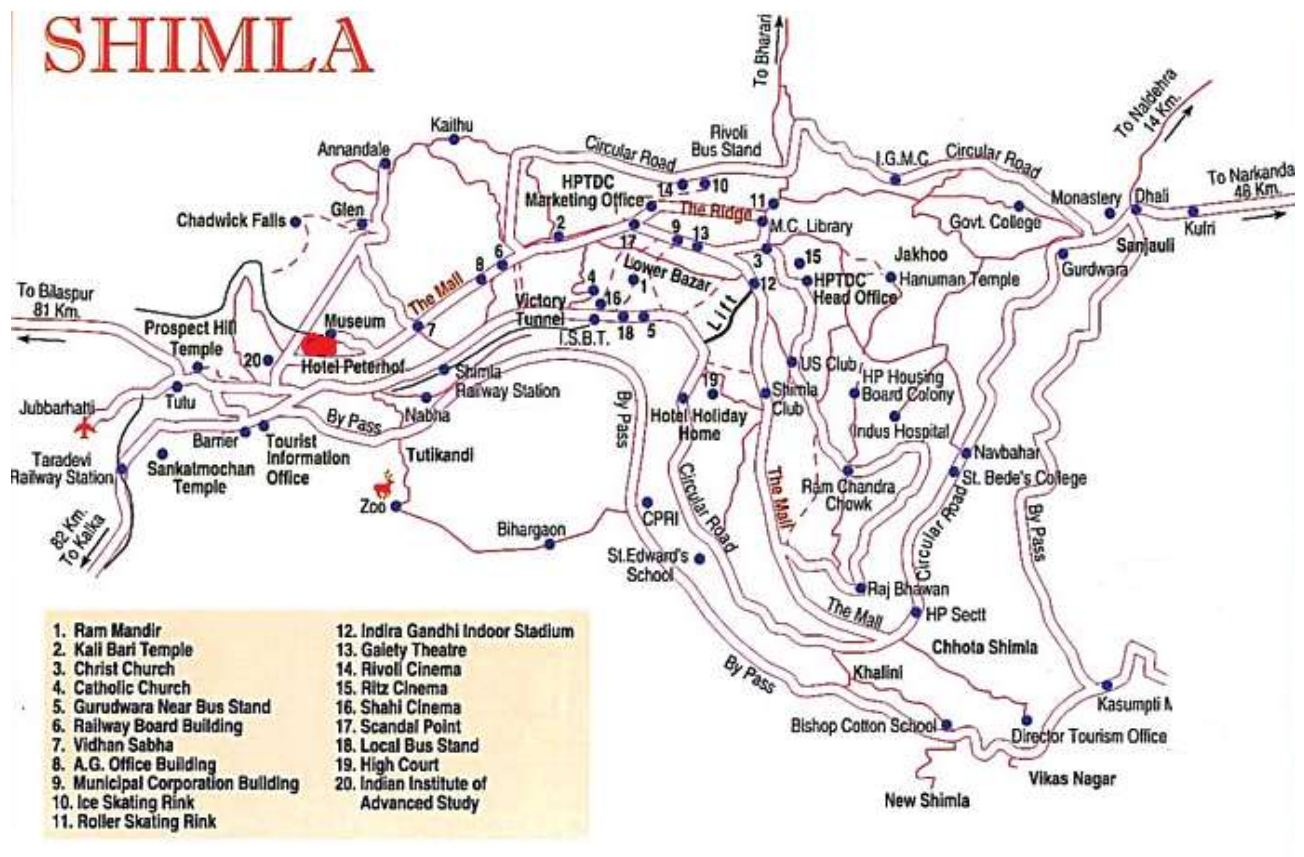 SHIMLA
To Bharari
To Naldehra
14 Km.
Kaithu
Circular Road
Rivoli
Bus Stand
Annandale
I.G.M.C.
Circular Road
To Narkanda
46 Km.
HPTDC
Marketing Office
14
10
11
The Ridge
Monastery
Dhali
Chadwick Falls
Glen
2
17
9
13
M.C. Library
Govt. College
Kufri
Sanjauli
Gurdwara
8
6
Lower Bazar
3
15
Jakhoo
Hanuman Temple
HPTDC
Head Office
The Mall
4
1
16
12
To Bilaspur
81 Km.
Victory
Tunnel
Lift
Prospect Hill
Temple
Museum
7
I.S.B.T.
18
5
20
Hotel Peterhof
Shimla
Railway Station
US Club
HP Housing
Board Colony
19
Shimla
Club
Jubbarhatti
Tutu
Nabha
By Pass
By Pass
Hotel Holiday
Home
Indus Hospital
Barrier
Tourist
Information
Office
Tutikandi
Navbahar
Taradevi
Railway Station
Sankatmochan
Temple
St. Bede's College
Ram Chandra
Chowk
The Mall
Circular Road
Circular Road
Zoo
CPRI
By Pass
82 Km.
To Kalka
Bihargaon
St.Edward's
School
Raj Bhawan
The Mall
HP Sectt
Chhota Shimla
Khalini
By Pass
Kasumpti M
Bishop Cotton School
Director Tourism Office
Vikas Nagar
New Shimla
1. Ram Mandir
2. Kali Bari Temple
3. Christ Church
4. Catholic Church
5. Gurudwara Near Bus Stand
6. Railway Board Building
7. Vidhan Sabha
8. A.G. Office Building
9. Municipal Corporation Building
10. Ice Skating Rink
11. Roller Skating Rink
12. Indira Gandhi Indoor Stadium
13. Gaiety Theatre
14. Rivoli Cinema
15. Ritz Cinema
16. Shahi Cinema
17. Scandal Point
18. Local Bus Stand
19. High Court
20. Indian Institute of
Advanced Study